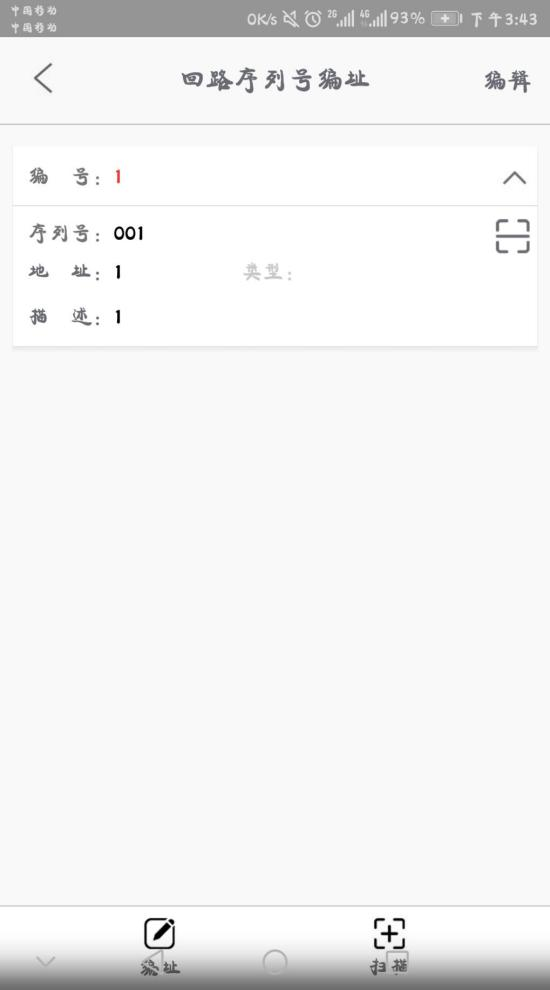 中国移动
中国移动
0K/s 2G 4G 93% 下午3:43
回路序列号编址 编辑
编 号：1
序列号：001
地 址：1 类型：
描 述：1
编址 扫描